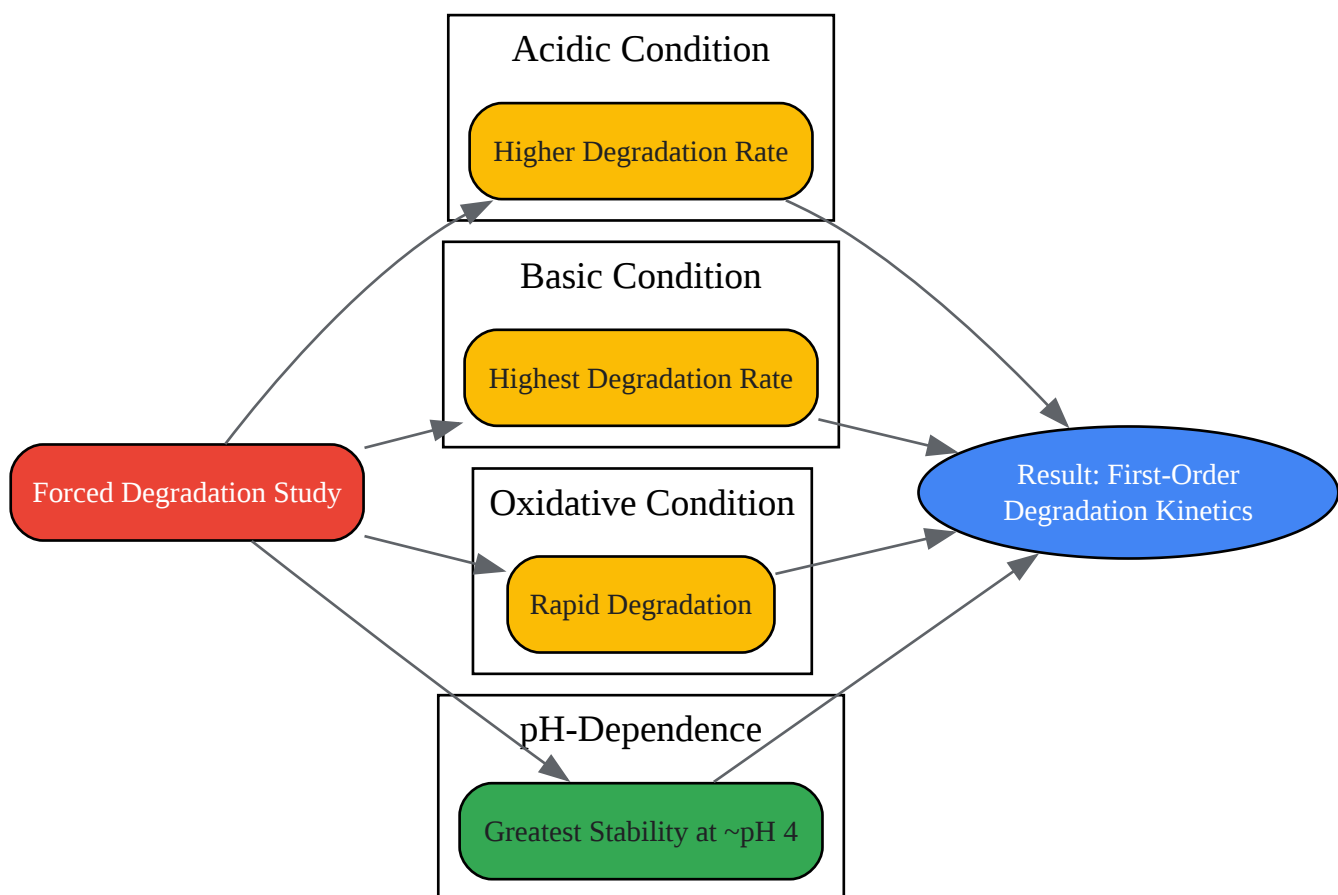 Acidic Condition
Higher Degradation Rate
Basic Condition
Highest Degradation Rate
Forced Degradation Study
Oxidative Condition
Rapid Degradation
Result: First-Order
Degradation Kinetics
pH-Dependence
Greatest Stability at ~pH 4